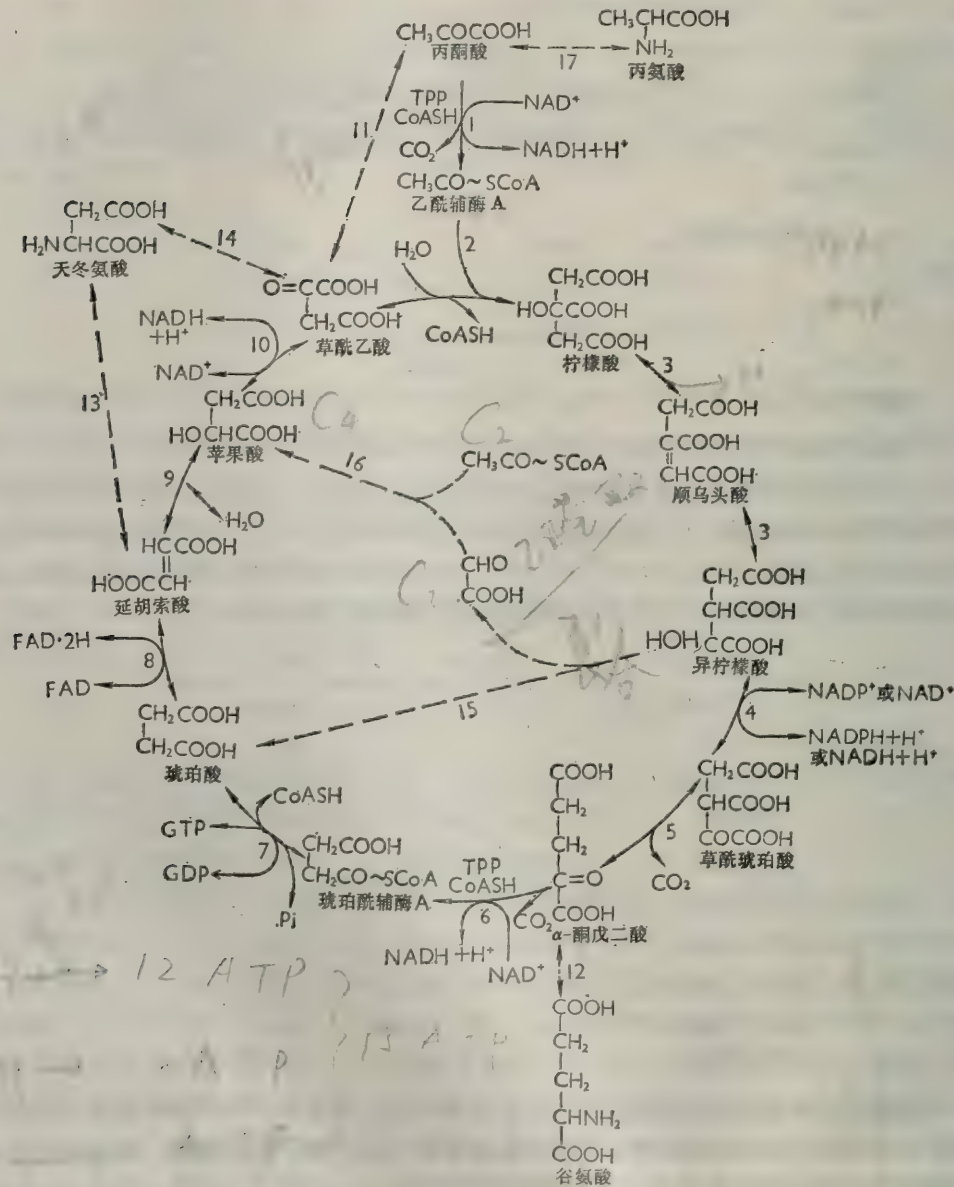 CH₃COCOOH
丙酮酸
CH₃CHCOOH
NH₂
丙氨酸
17
TPP
CoASH
1
NAD⁺
CO₂
NADH+H⁺
11
CH₃CO~SCoA
乙酰辅酶A
CH₂COOH
H₂NCHCOOH
天冬氨酸
14
H₂O
2
O=CCOOH
CH₂COOH
草酰乙酸
CoASH
CH₂COOH
HOCCOOH
CH₂COOH
柠檬酸
NADH
+H⁺
10
NAD⁺
3
13
CH₂COOH
HOCHCOOH
苹果酸
C₄
C₂
CH₂COOH
CCOOH
CHCOOH
顺乌头酸
16
CH₃CO~SCoA
9
H₂O
3
HCCOOH
HOOCCH
延胡索酸
CHO
COOH
CH₂COOH
CHCOOH
HOHCCOOH
异柠檬酸
FAD·2H
8
FAD
15
4
NADP⁺或NAD⁺
NADPH+H⁺
或NADH+H⁺
CH₂COOH
CH₂COOH
琥珀酸
CH₂COOH
CHCOOH
COCOOH
草酰琥珀酸
5
CO₂
CoASH
GTP
7
GDP
Pi
CH₂COOH
CH₂CO~SCoA
琥珀酰辅酶A
TPP
CoASH
6
CO₂
NADH+H⁺
NAD⁺
COOH
CH₂
CH₂
C=O
COOH
α-酮戊二酸
12
12 ATP
COOH
CH₂
CH₂
CHNH₂
COOH
谷氨酸